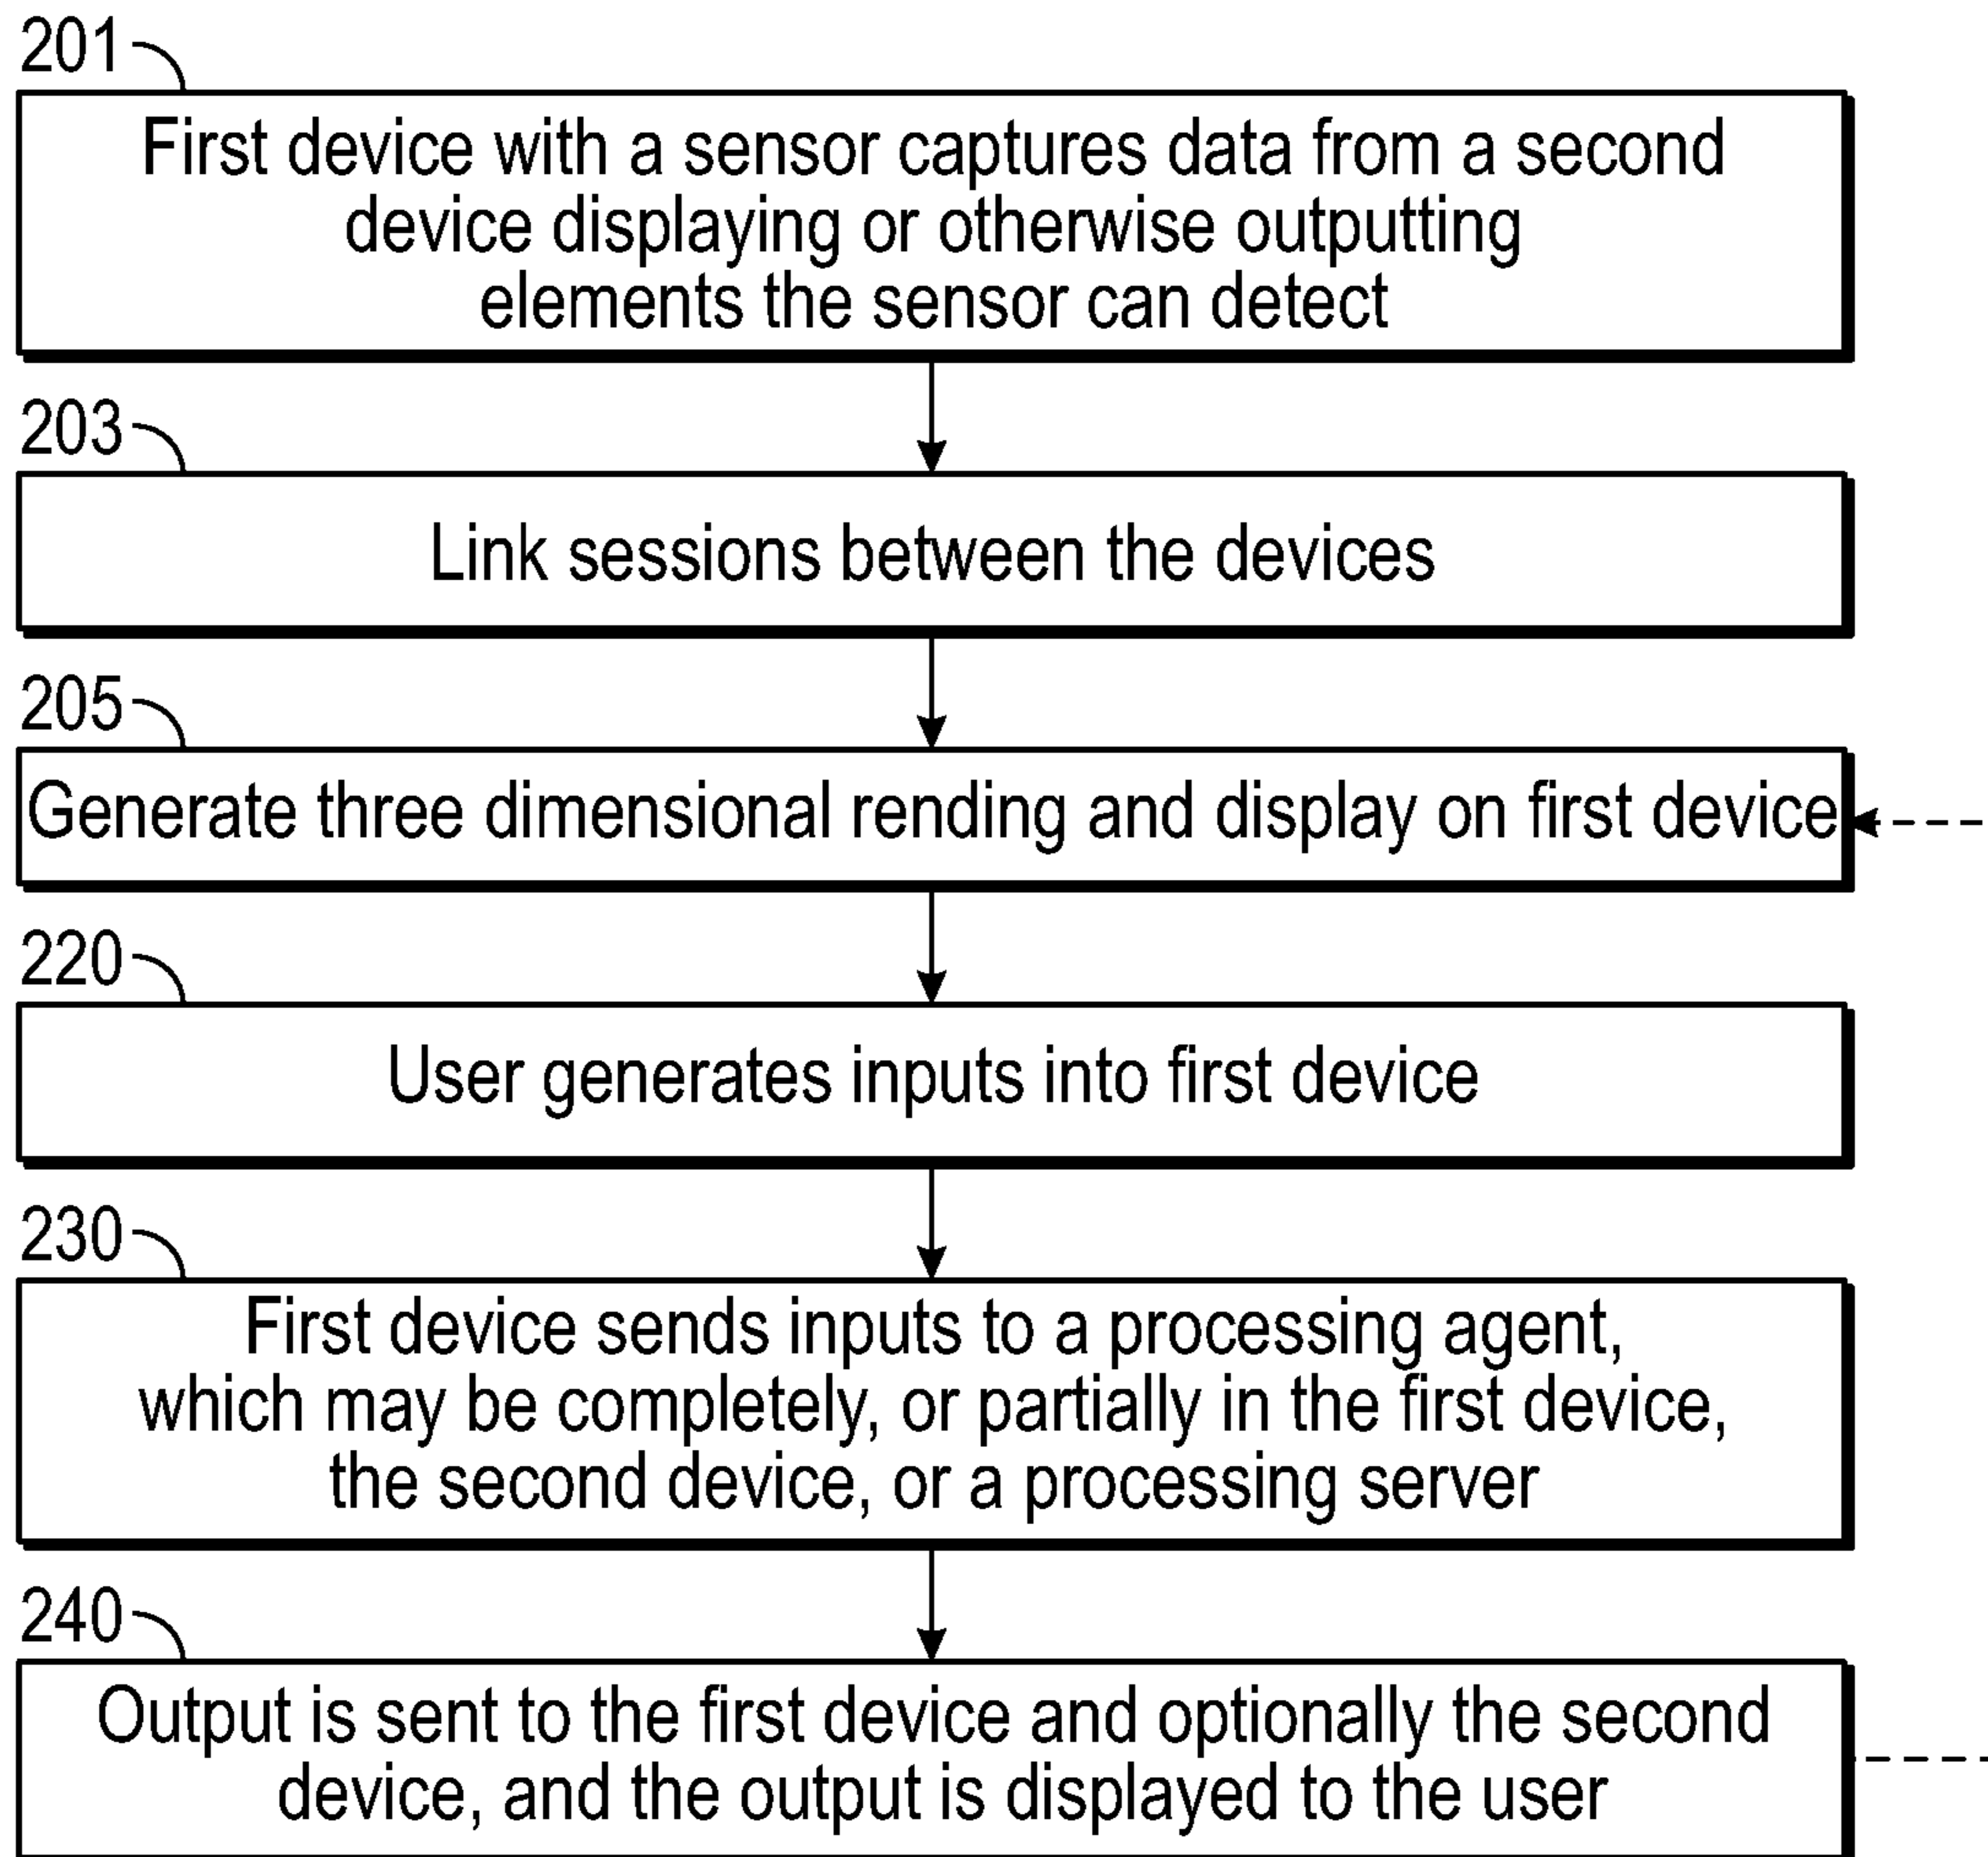 201
First device with a sensor captures data from a second
device displaying or otherwise outputting
elements the sensor can detect
203
Link sessions between the devices
205
Generate three dimensional rending and display on first device
220
User generates inputs into first device
230
First device sends inputs to a processing agent,
which may be completely, or partially in the first device,
the second device, or a processing server
240
Output is sent to the first device and optionally the second
device, and the output is displayed to the user